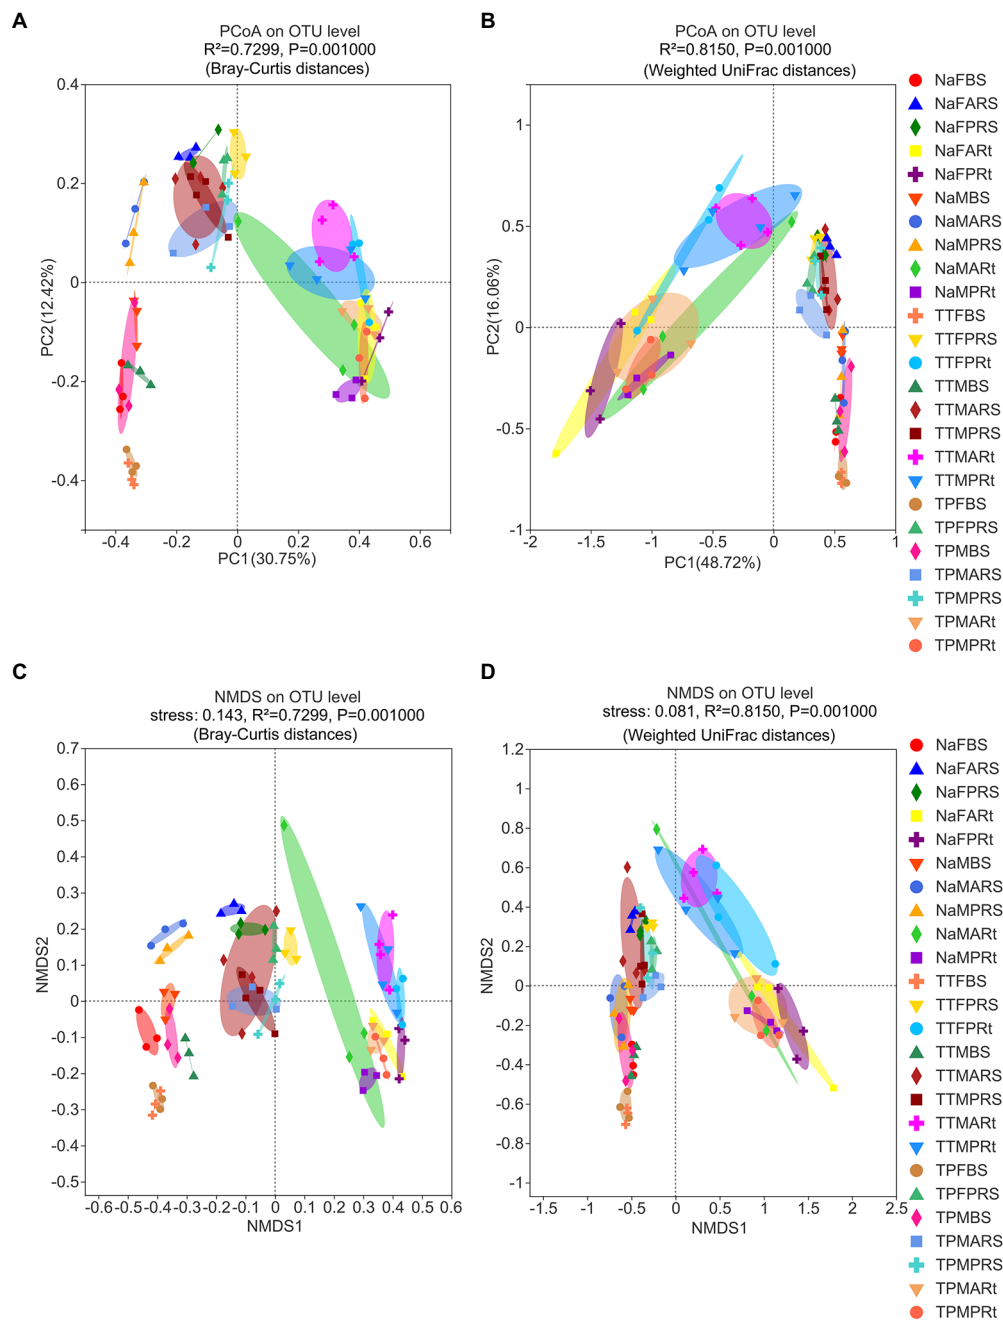 A
PCoA on OTU level
R²=0.7299, P=0.001000
(Bray-Curtis distances)
0.4
0.2
0
-0.2
-0.4
PC2(12.42%)
-0.4 -0.2 0 0.2 0.4 0.6
PC1(30.75%)
B
PCoA on OTU level
R²=0.8150, P=0.001000
(Weighted UniFrac distances)
1
0.5
0
-0.5
-1
PC2(16.06%)
-2 -1.5 -1 -0.5 0 0.5 1
PC1(48.72%)
NaFBS
NaFARS
NaFPRS
NaFARt
NaFPRt
NaMBS
NaMARS
NaMPRS
NaMARt
NaMPRt
TTFBS
TTFPRS
TTFPRt
TTMBS
TTMARS
TTMPRS
TTMARt
TTMPRt
TPFBS
TPFPRS
TPMBS
TPMARS
TPMPRS
TPMARt
TPMPRt
C
NMDS on OTU level
stress: 0.143, R²=0.7299, P=0.001000
(Bray-Curtis distances)
0.7
0.6
0.5
0.4
0.3
0.2
0.1
0
-0.1
-0.2
-0.3
-0.4
-0.5
NMDS2
-0.6 -0.5 -0.4 -0.3 -0.2 -0.1 0 0.1 0.2 0.3 0.4 0.5 0.6
NMDS1
D
NMDS on OTU level
stress: 0.081, R²=0.8150, P=0.001000
(Weighted UniFrac distances)
1.2
1
0.8
0.6
0.4
0.2
0
-0.2
-0.4
-0.6
-0.8
-1
NMDS2
-1.5 -1 -0.5 0 0.5 1 1.5 2 2.5
NMDS1
NaFBS
NaFARS
NaFPRS
NaFARt
NaFPRt
NaMBS
NaMARS
NaMPRS
NaMARt
NaMPRt
TTFBS
TTFPRS
TTFPRt
TTMBS
TTMARS
TTMPRS
TTMARt
TTMPRt
TPFBS
TPFPRS
TPMBS
TPMARS
TPMPRS
TPMARt
TPMPRt